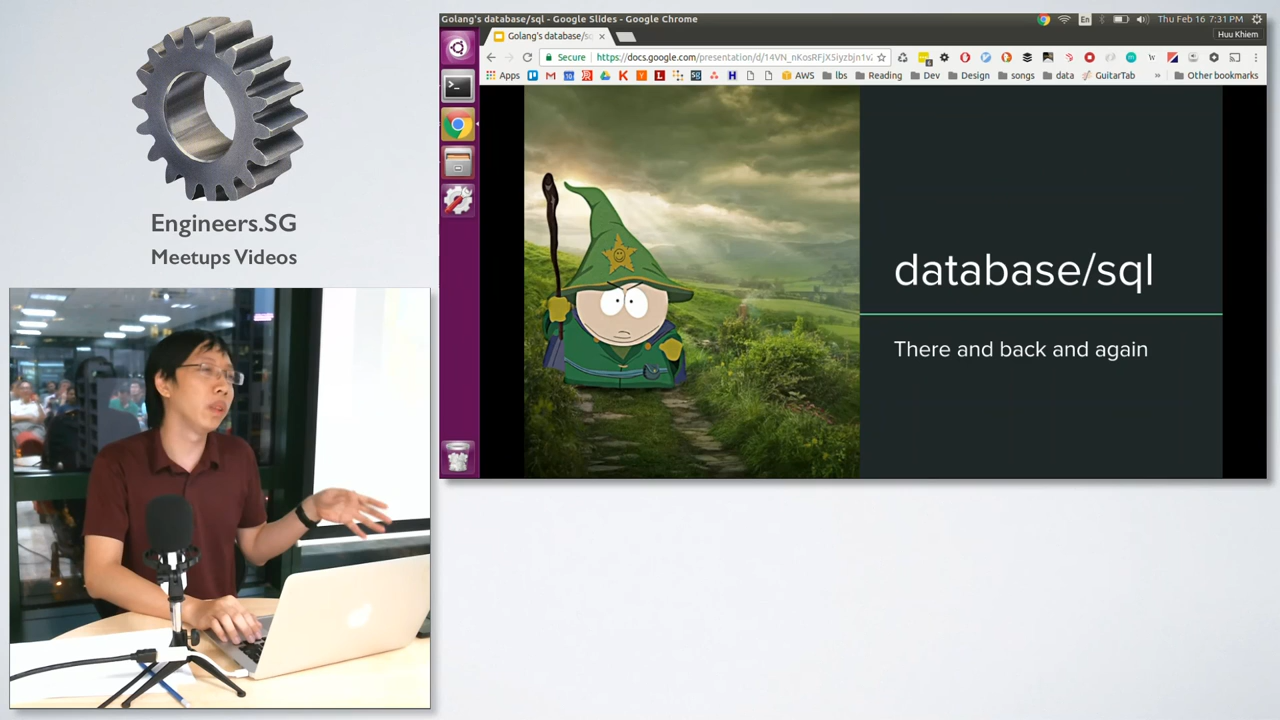 Engineers.SG
Meetups Videos
Golang's database/sql - Google Slides - Google Chrome
En
Thu Feb 16 7:31 PM
Golang's database/sq
Huu Khiem
Secure
https://docs.google.com/presentation/d/14VN_
Apps
AWS
lbs
Reading
Dev
Design
songs
data
GuitarTab
Other bookmarks
database/sql
There and back and again